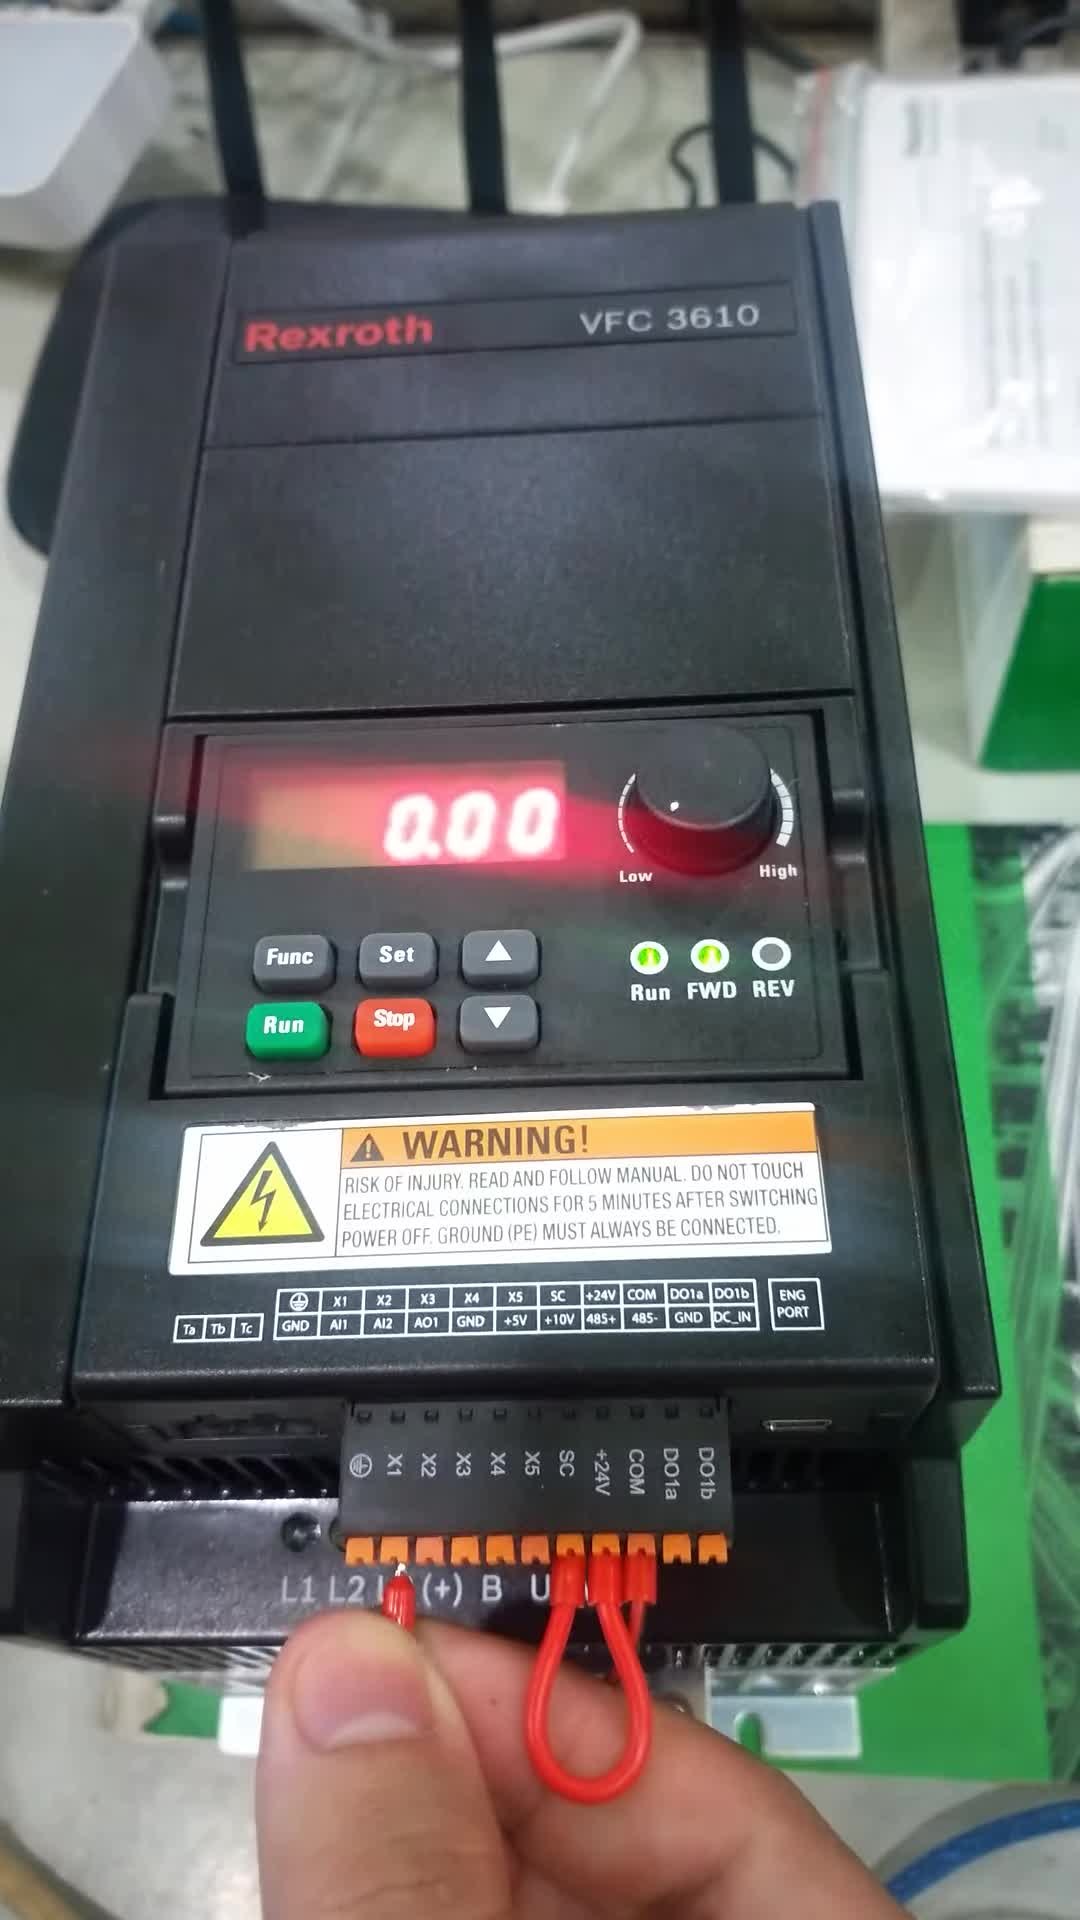 Rexroth VFC 3610
0.00
Low High
Func Set
Run FWD REV
Run Stop
WARNING!
RISK OF INJURY. READ AND FOLLOW MANUAL. DO NOT TOUCH
ELECTRICAL CONNECTIONS FOR 5 MINUTES AFTER SWITCHING
POWER OFF. GROUND (PE) MUST ALWAYS BE CONNECTED.
X1 X2 X3 X4 X5 SC +24V COM DO1a DO1b
ENG
PORT
Ta Tb Tc GND AI1 AI2 AO1 GND +5V +10V 485+ 485- GND DC_IN
X1 X2 X3 X4 X5 SC +24V COM DO1a DO1b
L1 L2 (+) B U